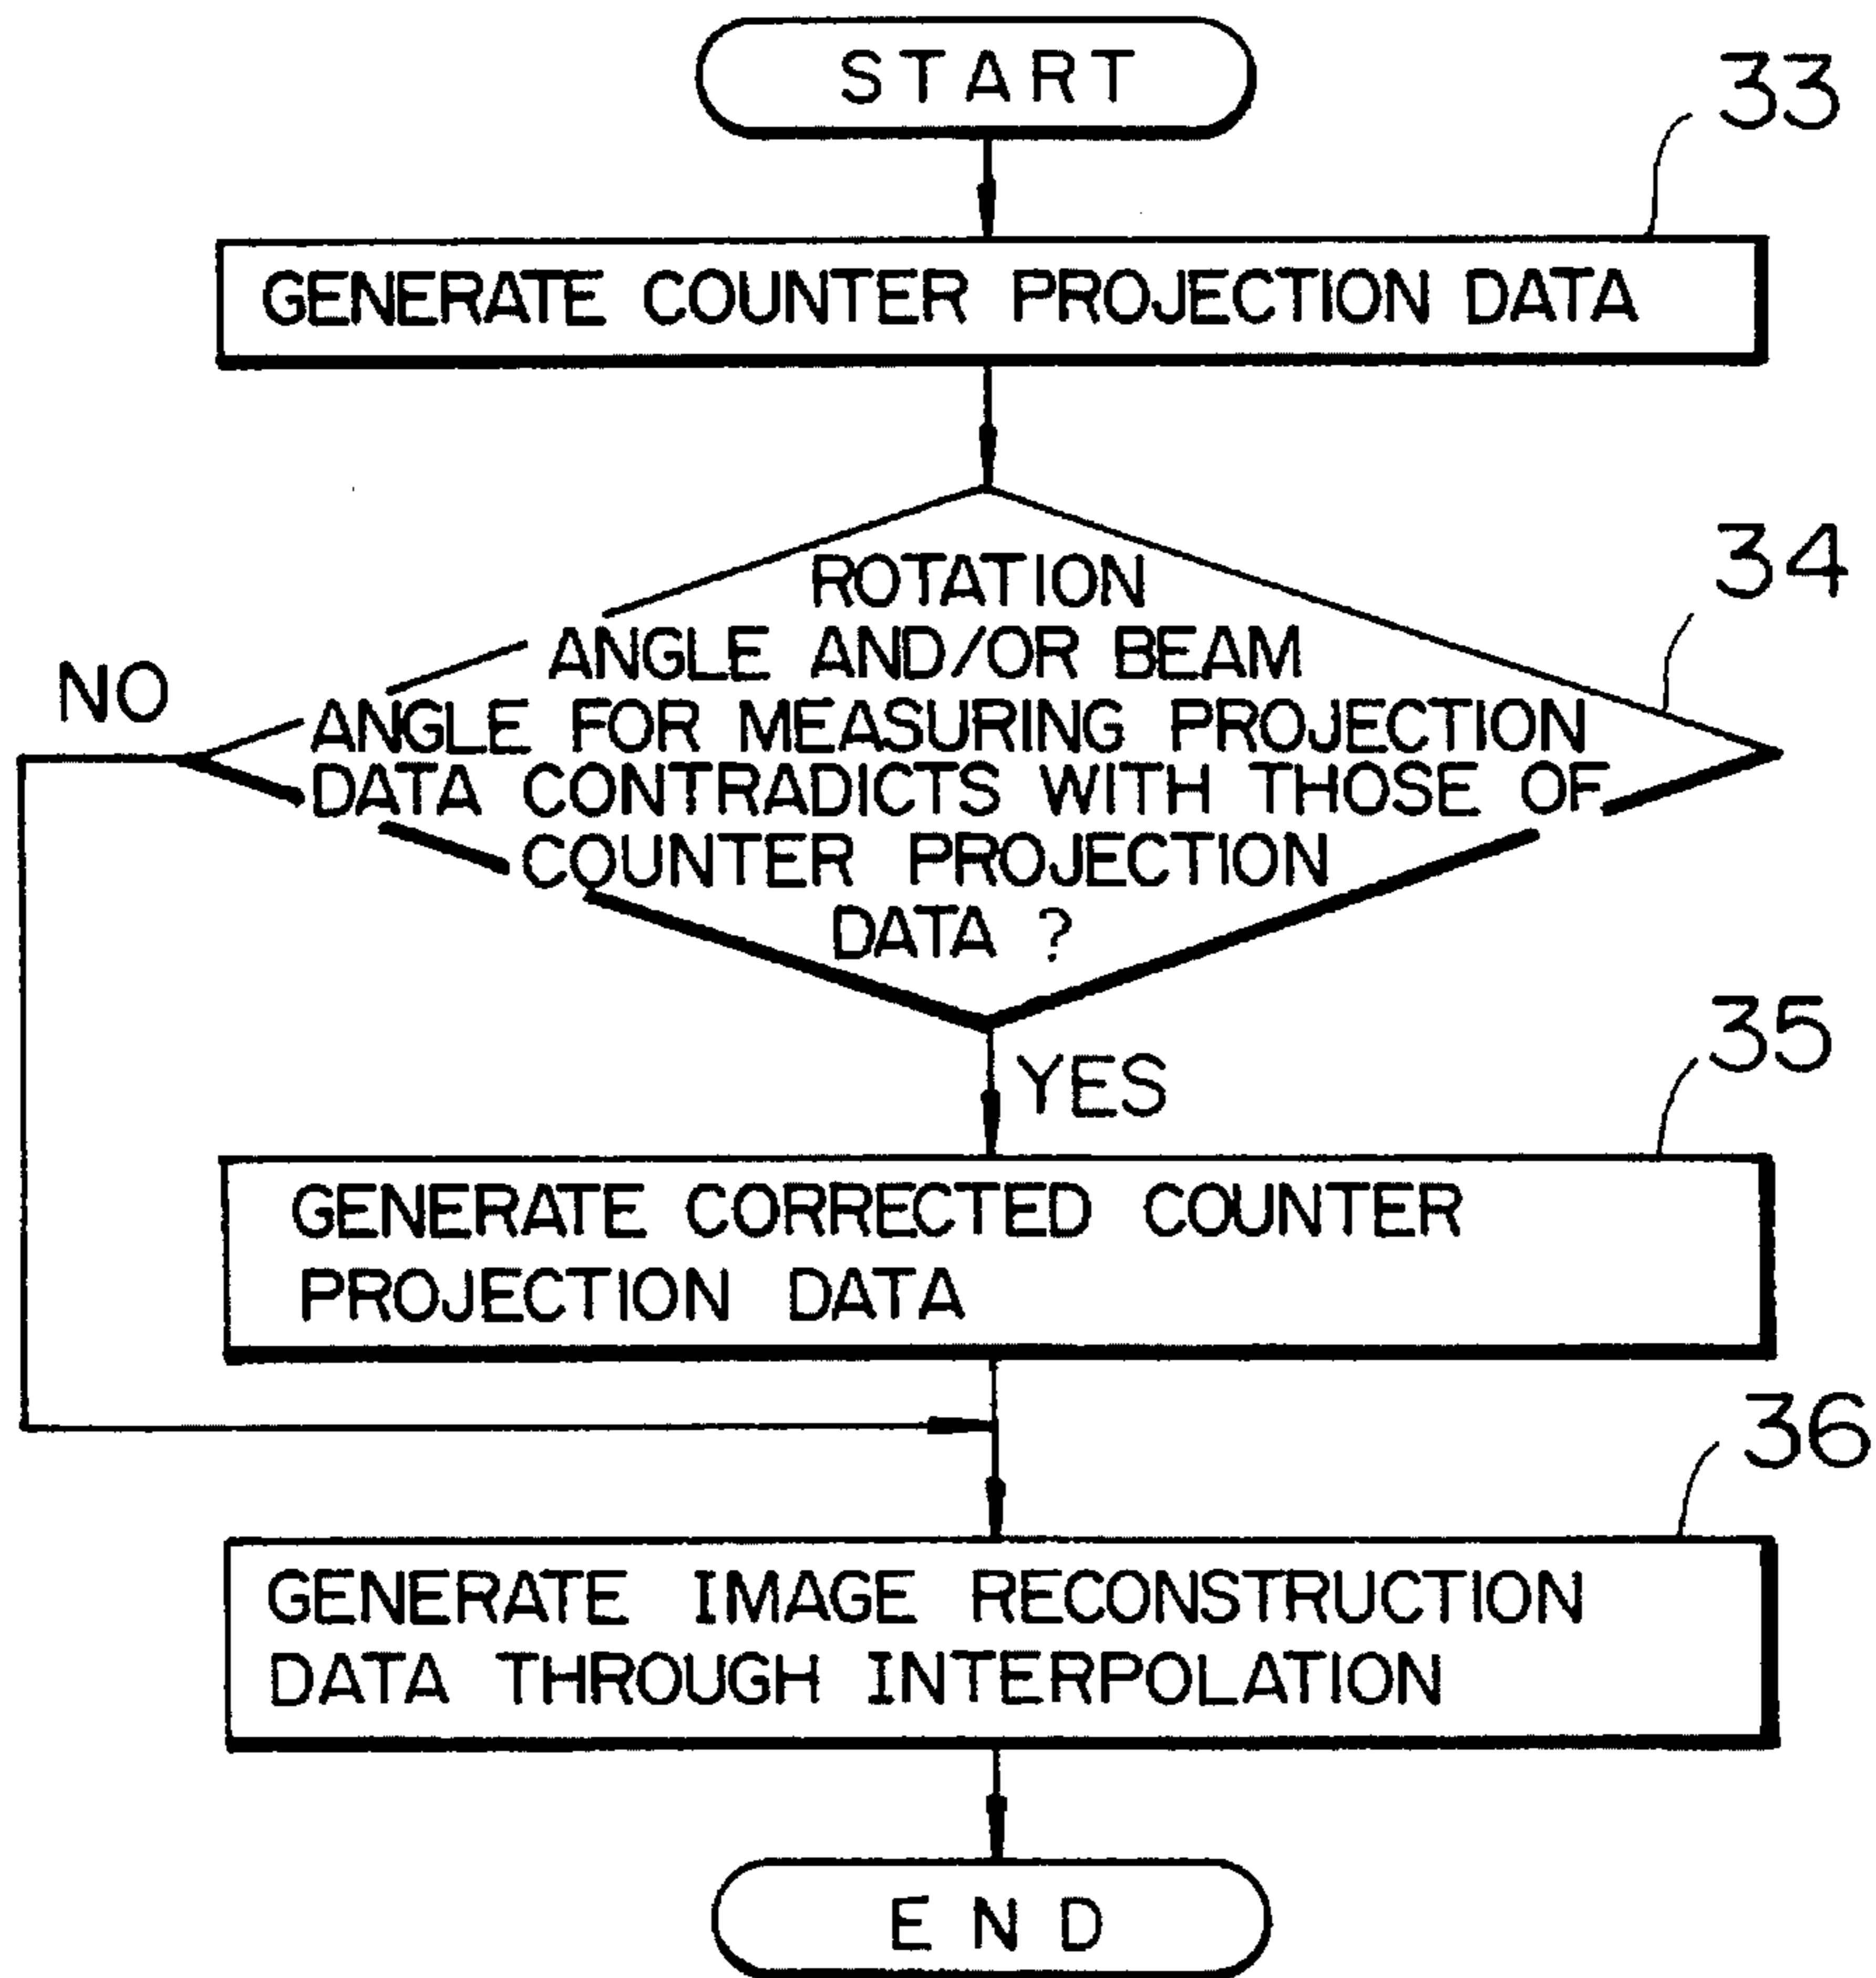 START
33
GENERATE COUNTER PROJECTION DATA
34
ROTATION
ANGLE AND/OR BEAM
ANGLE FOR MEASURING PROJECTION
DATA CONTRADICTS WITH THOSE OF
COUNTER PROJECTION
DATA ?
NO
YES
35
GENERATE CORRECTED COUNTER
PROJECTION DATA
36
GENERATE IMAGE RECONSTRUCTION
DATA THROUGH INTERPOLATION
END